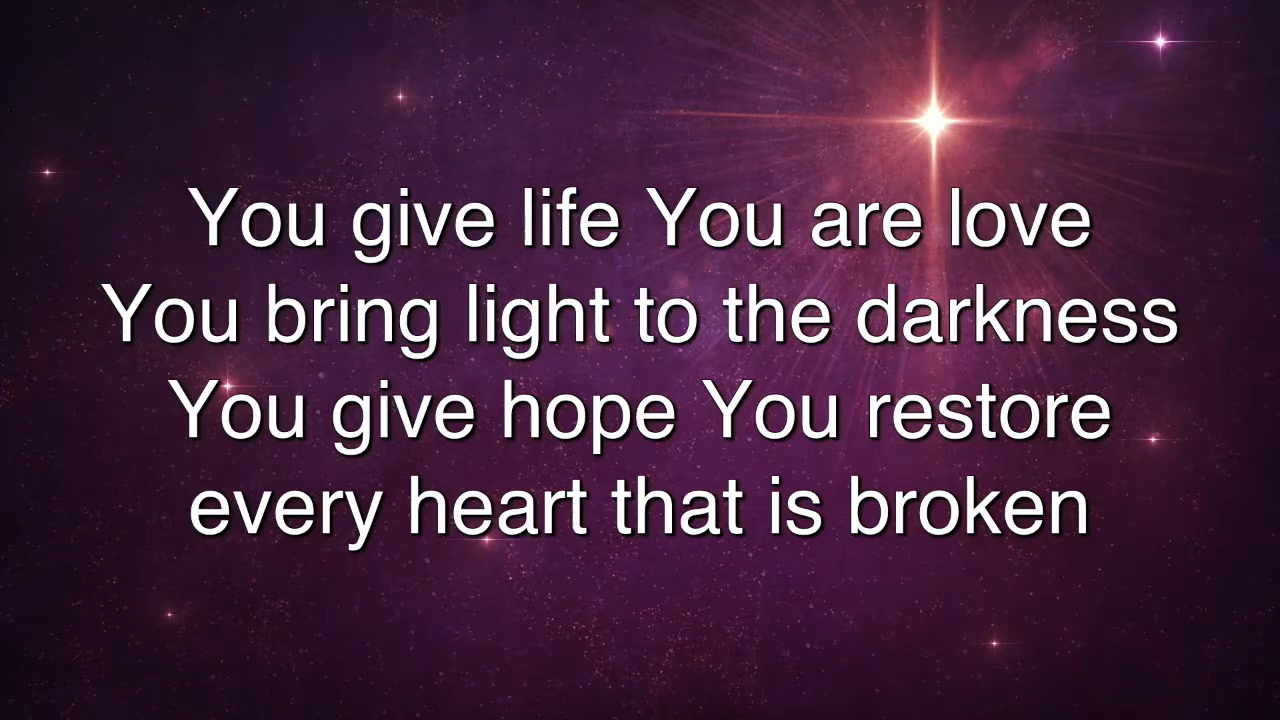 You give life You are love
You bring light to the darkness
You give hope You restore
every heart that is broken